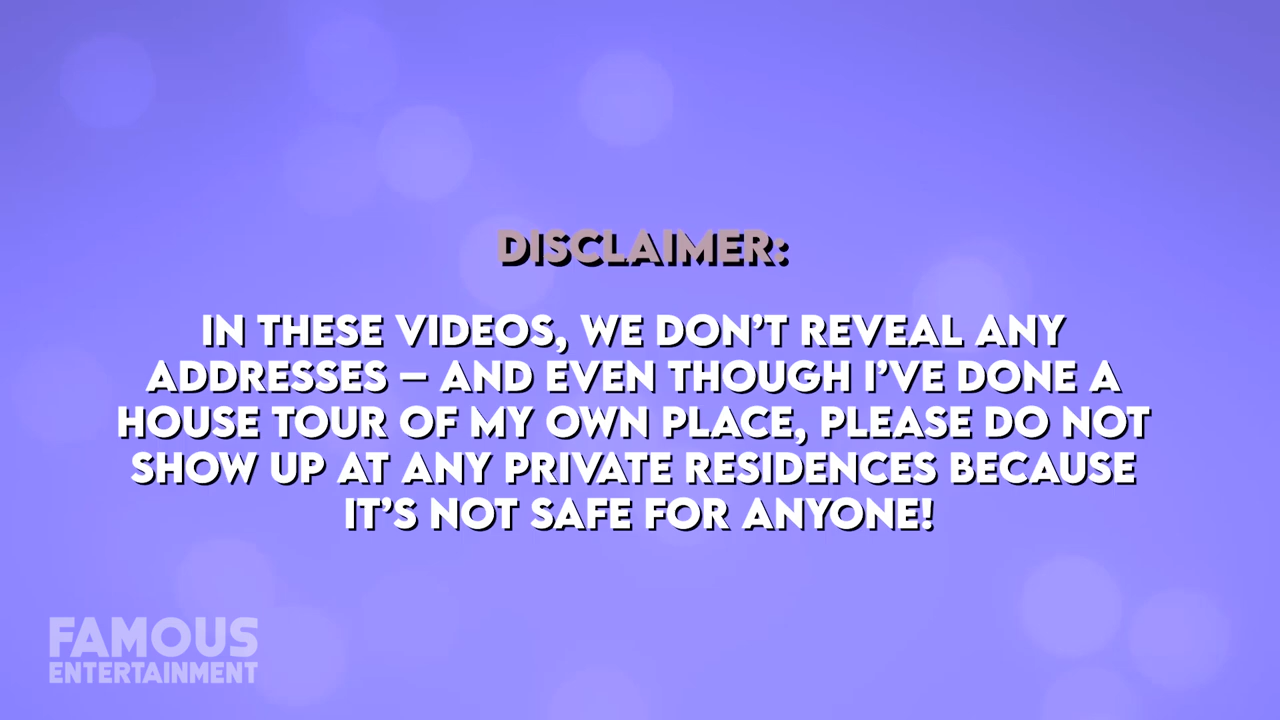 DISCLAIMER:
IN THESE VIDEOS, WE DON'T REVEAL ANY
ADDRESSES – AND EVEN THOUGH I'VE DONE A
HOUSE TOUR OF MY OWN PLACE, PLEASE DO NOT
SHOW UP AT ANY PRIVATE RESIDENCES BECAUSE
IT'S NOT SAFE FOR ANYONE!
FAMOUS
ENTERTAINMENT